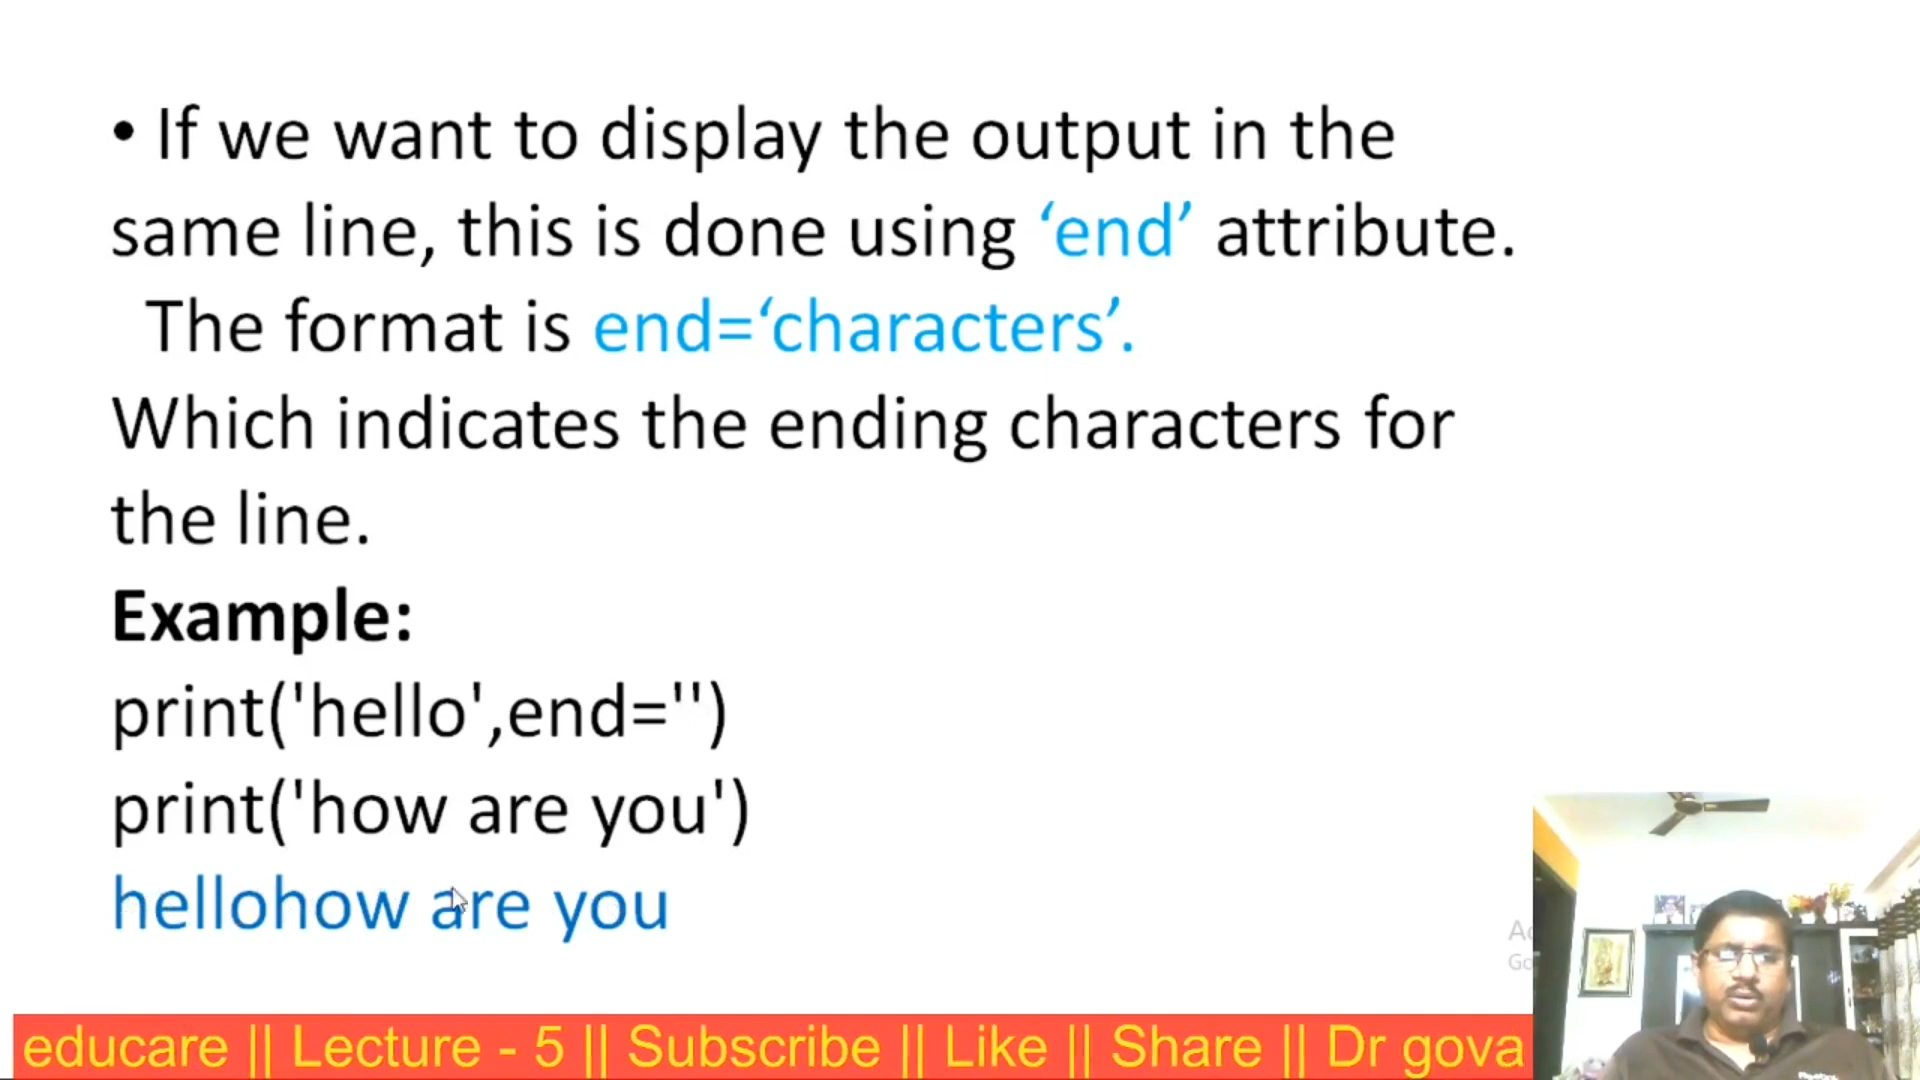 • If we want to display the output in the
same line, this is done using ‘end’ attribute.
The format is end=‘characters’.
Which indicates the ending characters for
the line.
Example:
print('hello',end='')
print('how are you')
hellohow are you
educare || Lecture - 5 || Subscribe || Like || Share || Dr gova